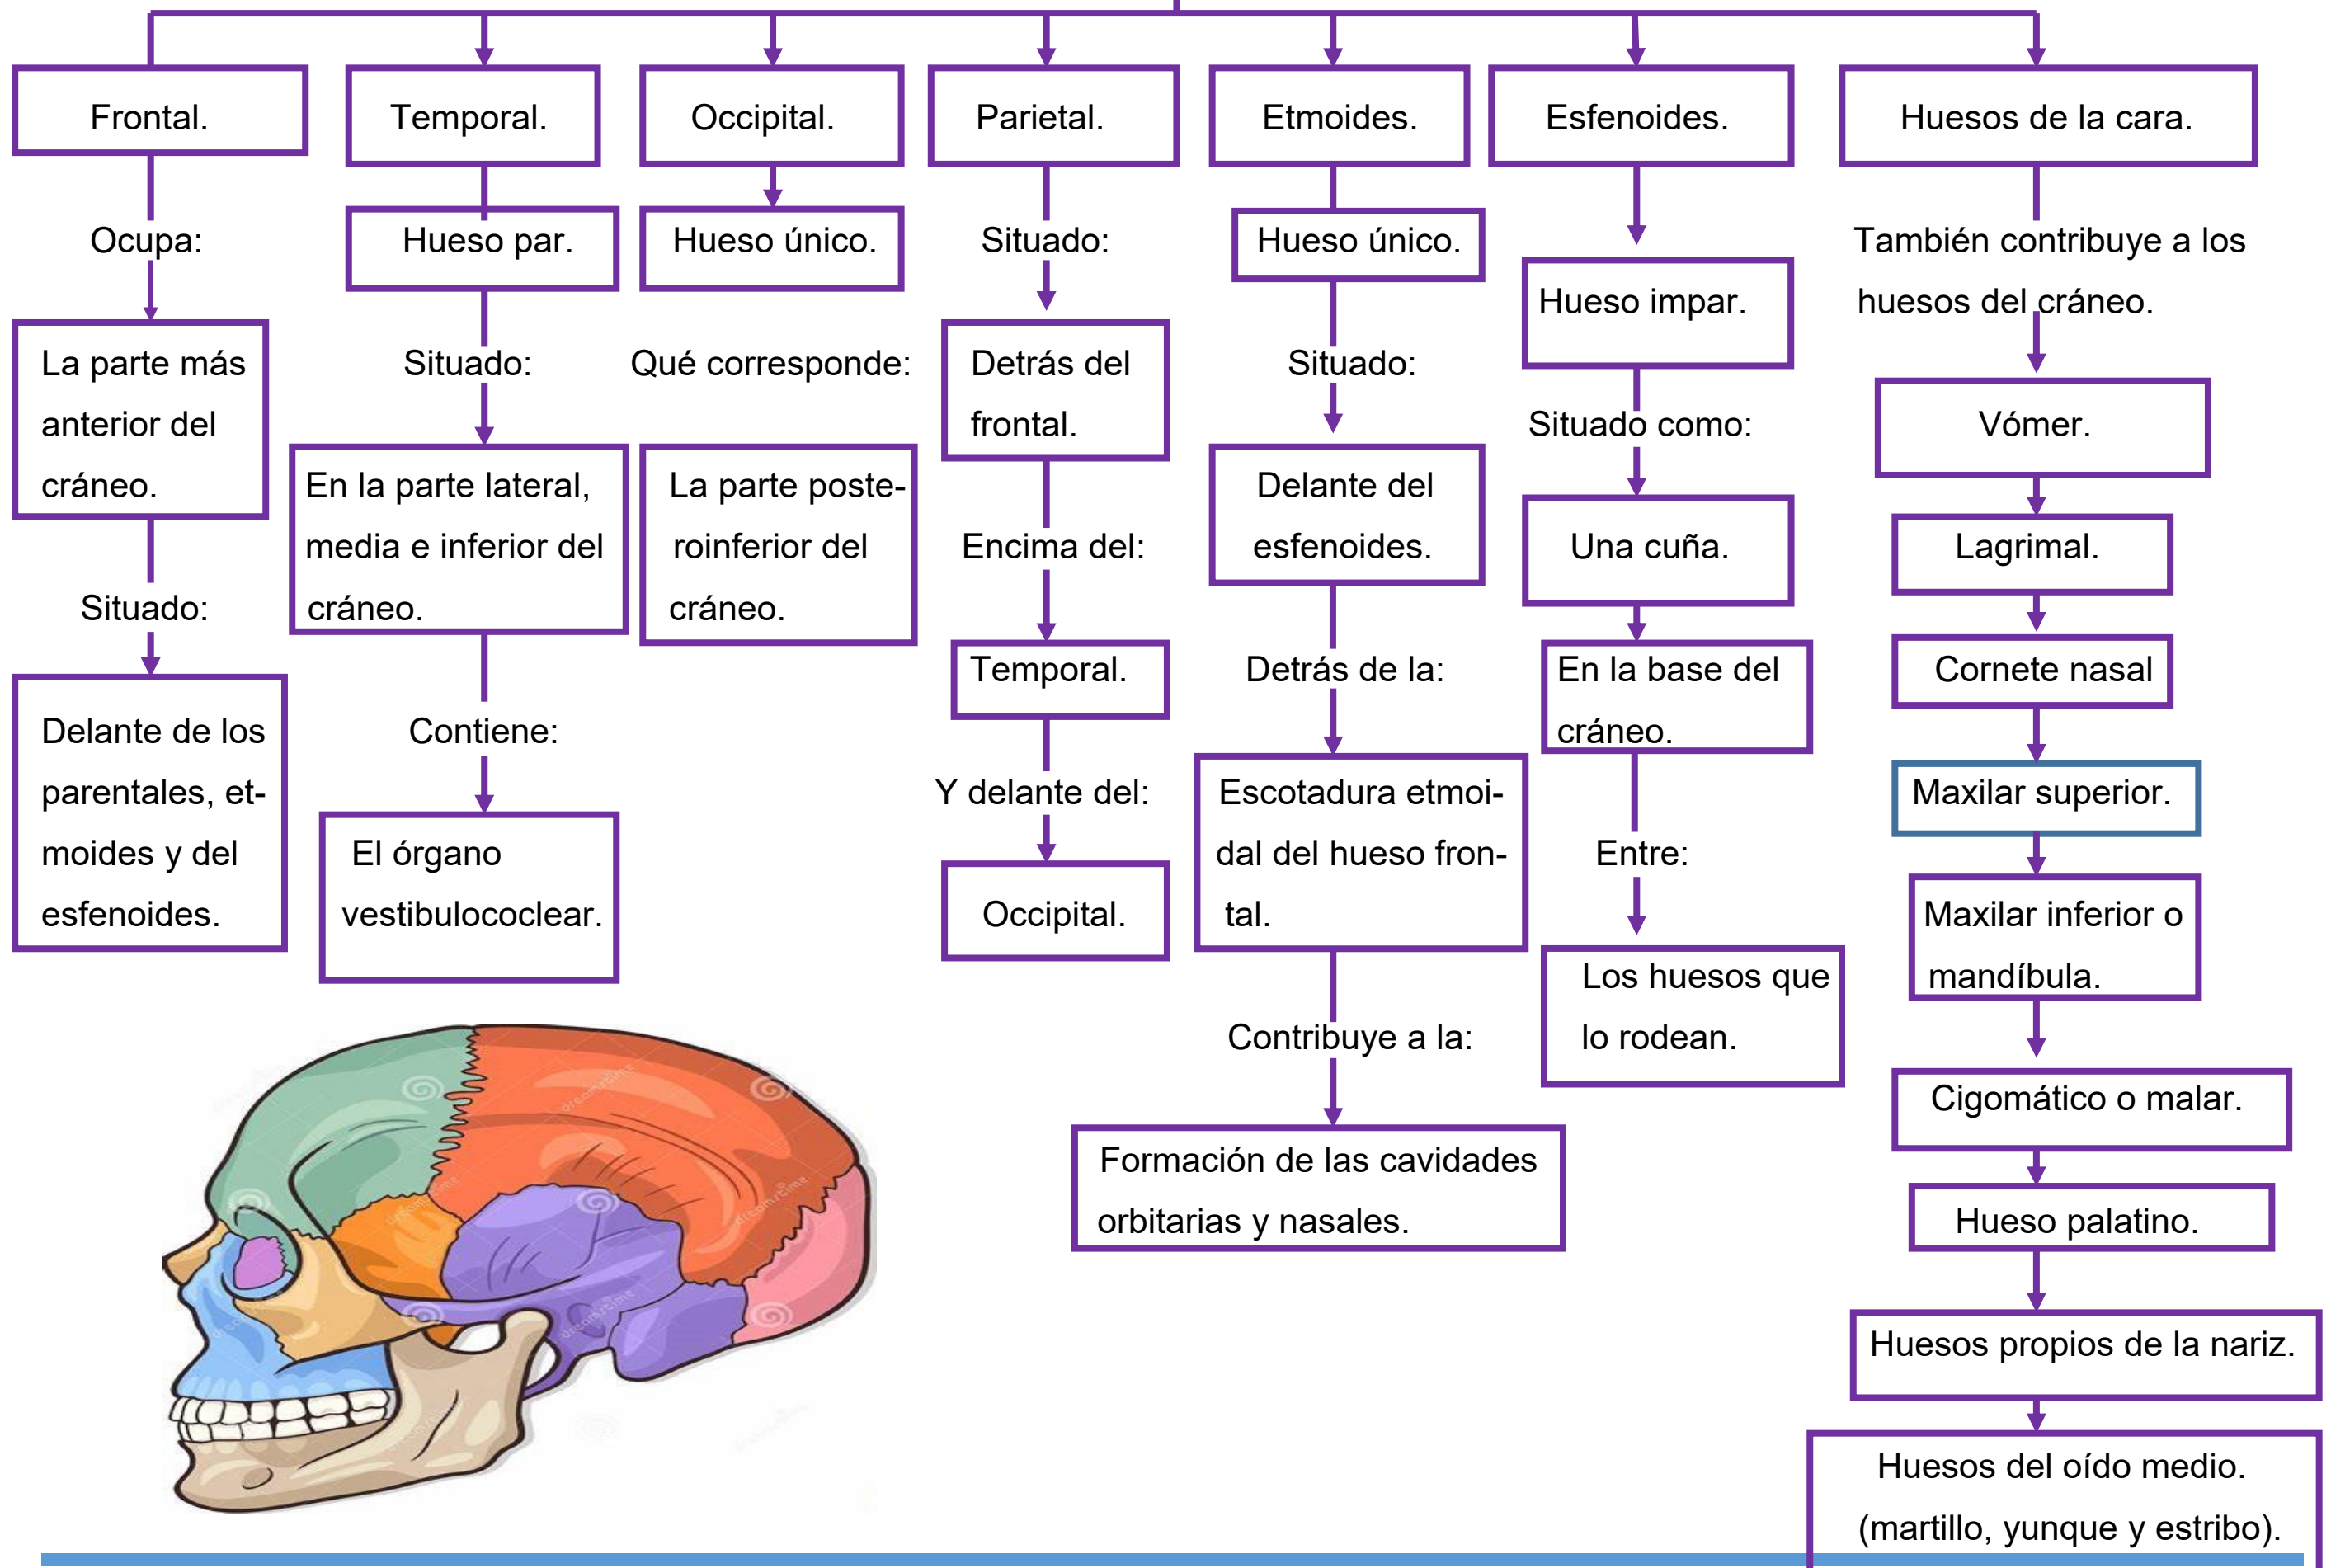 Frontal.
Ocupa:
La parte más
anterior del
cráneo.
Situado:
Delante de los
parentales, et-
moides y del
esfenoides.
Temporal.
Hueso par.
Situado:
En la parte lateral,
media e inferior del
cráneo.
Contiene:
El órgano
vestibulococlear.
Occipital.
Hueso único.
Qué corresponde:
La parte poste-
roinferior del
cráneo.
Parietal.
Situado:
Detrás del
frontal.
Encima del:
Temporal.
Y delante del:
Occipital.
Etmoides.
Hueso único.
Situado:
Delante del
esfenoides.
Detrás de la:
Escotadura etmoi-
dal del hueso fron-
tal.
Contribuye a la:
Formación de las cavidades
orbitarias y nasales.
Esfenoides.
Hueso impar.
Situado como:
Una cuña.
En la base del
cráneo.
Entre:
Los huesos que
lo rodean.
Huesos de la cara.
También contribuye a los
huesos del cráneo.
Vómer.
Lagrimal.
Cornete nasal
Maxilar superior.
Maxilar inferior o
mandíbula.
Cigomático o malar.
Hueso palatino.
Huesos propios de la nariz.
Huesos del oído medio.
(martillo, yunque y estribo).
dreamstime
dreamstime
dreamstime
dreamstime